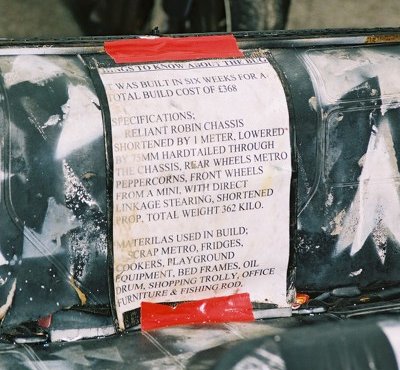 THINGS TO KNOW ABOUT THE BUG
IT WAS BUILT IN SIX WEEKS FOR A
TOTAL BUILD COST OF £368
SPECIFICATIONS;
RELIANT ROBIN CHASSIS
SHORTENED BY 1 METER, LOWERED
BY 75MM HARDTAILED THROUGH
THE CHASSIS, REAR WHEELS METRO
PEPPERCORNS, FRONT WHEELS
FROM A MINI, WITH DIRECT
LINKAGE STEARING, SHORTENED
PROP, TOTAL WEIGHT 362 KILO.
MATERILAS USED IN BUILD;
SCRAP METRO, FRIDGES,
COOKERS, PLAYGROUND
EQUIPMENT, BED FRAMES, OIL
DRUM, SHOPPING TROLLY, OFFICE
FURNITURE & FISHING ROD.